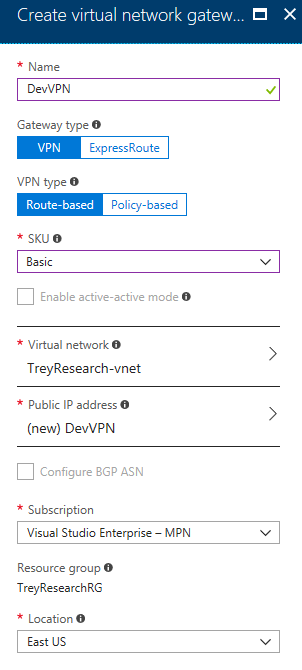 Create virtual network gatew...
* Name
DevVPN
Gateway type
VPN ExpressRoute
VPN type
Route-based Policy-based
* SKU
Basic
Enable active-active mode
* Virtual network
TreyResearch-vnet
* Public IP address
(new) DevVPN
Configure BGP ASN
* Subscription
Visual Studio Enterprise – MPN
Resource group
TreyResearchRG
* Location
East US